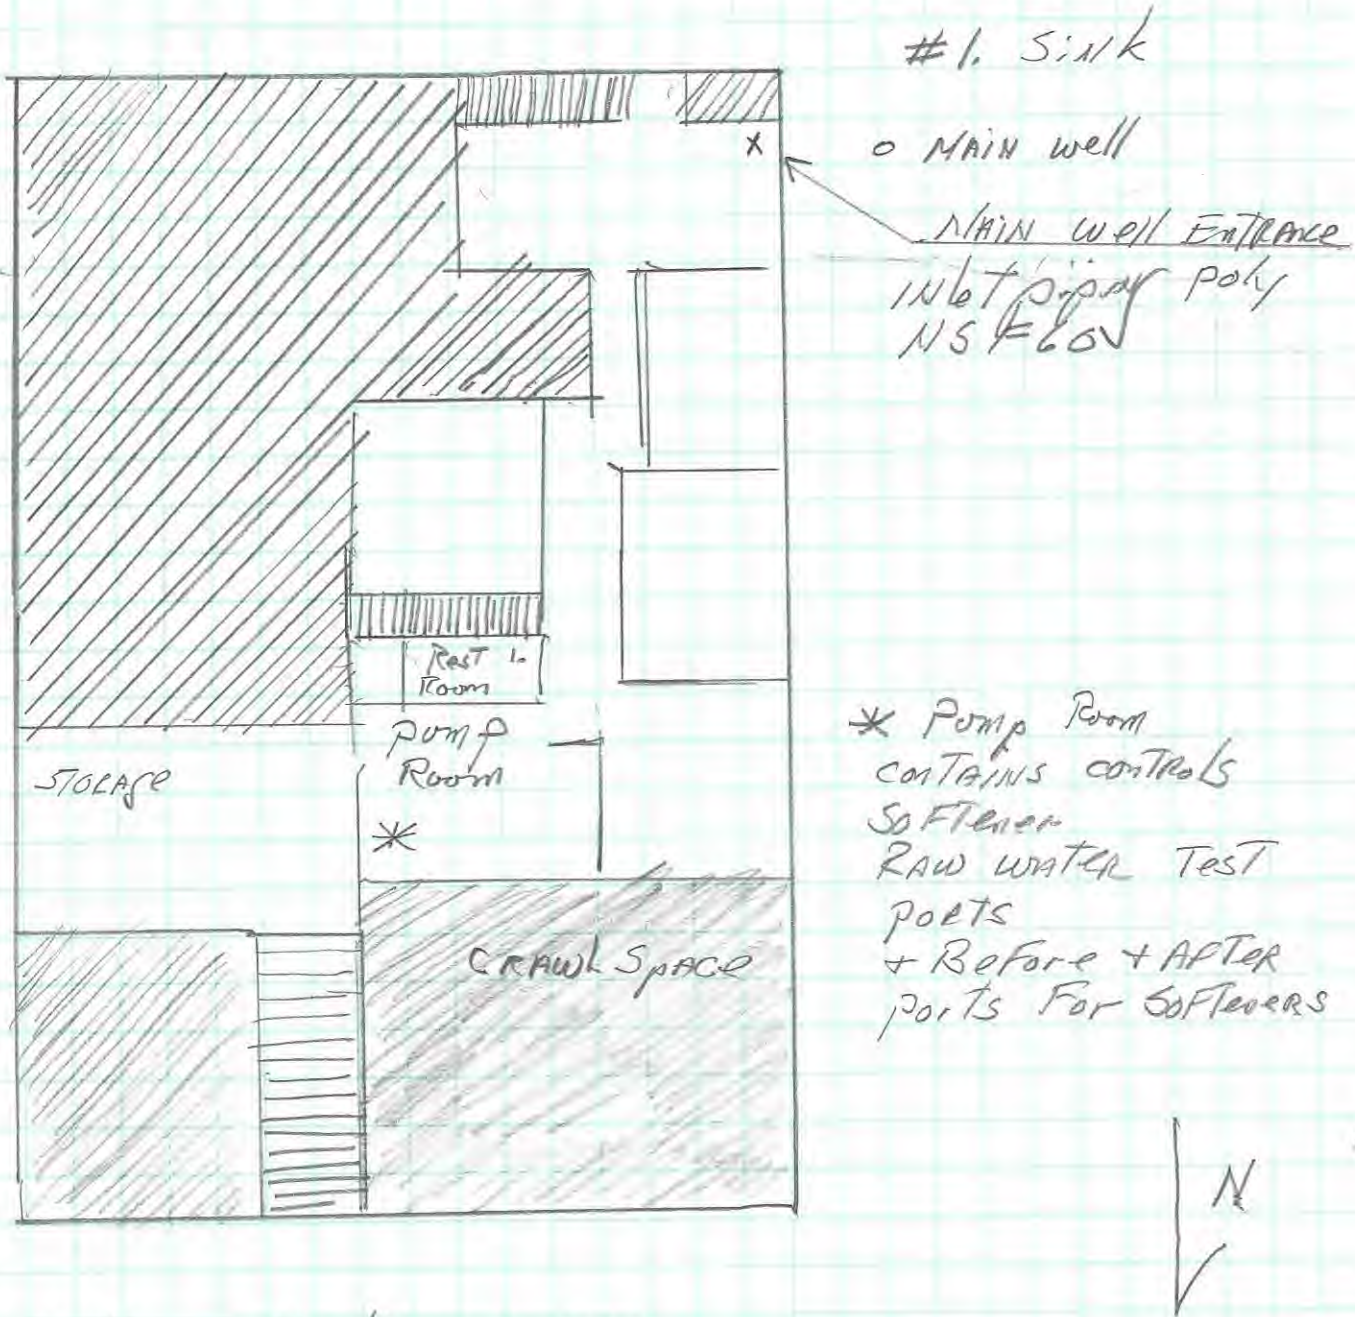 #1. Sink
x
o MAIN well
MAIN well ENTRANCE
INlet piping poly
NSF60
Rest 1.
Room
pump
Room
STORAGE
*
* Pump Room
CONTAINS CONTROLS
SOFTENER
RAW WATER TEST
PORTS
+ Before + AFTER
ports For SOFTENERS
CRAWL SPACE
N